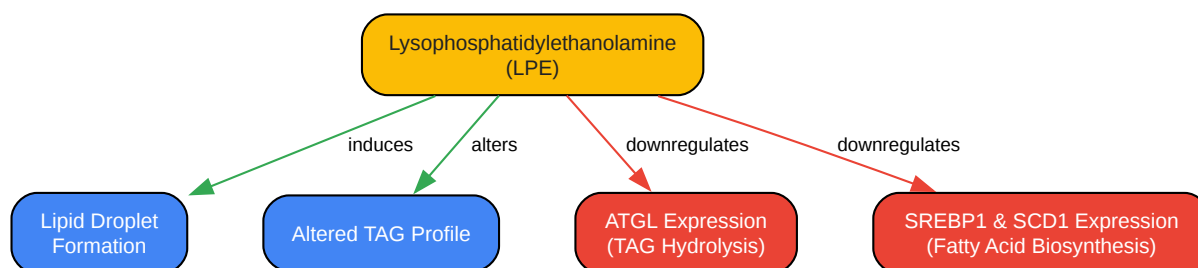 Lysophosphatidylethanolamine
(LPE)
induces
alters
downregulates
downregulates
Lipid Droplet
Formation
Altered TAG Profile
ATGL Expression
(TAG Hydrolysis)
SREBP1 & SCD1 Expression
(Fatty Acid Biosynthesis)